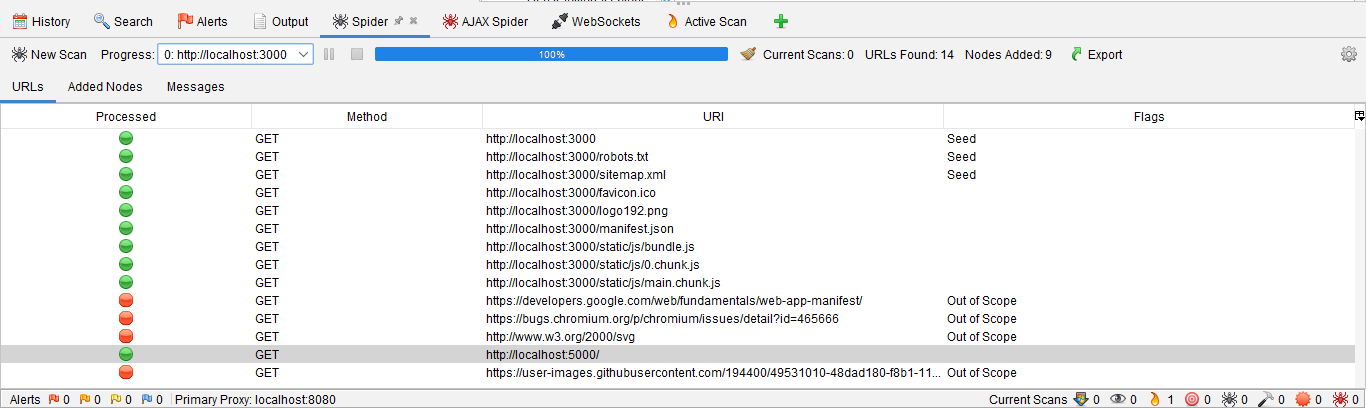 History Search Alerts Output Spider AJAX Spider WebSockets Active Scan
New Scan Progress: 0: http://localhost:3000 100% Current Scans: 0 URLs Found: 14 Nodes Added: 9 Export
URLs Added Nodes Messages
Processed Method URI Flags
GET http://localhost:3000 Seed
GET http://localhost:3000/robots.txt Seed
GET http://localhost:3000/sitemap.xml Seed
GET http://localhost:3000/favicon.ico
GET http://localhost:3000/logo192.png
GET http://localhost:3000/manifest.json
GET http://localhost:3000/static/js/bundle.js
GET http://localhost:3000/static/js/0.chunk.js
GET http://localhost:3000/static/js/main.chunk.js
GET https://developers.google.com/web/fundamentals/web-app-manifest/ Out of Scope
GET https://bugs.chromium.org/p/chromium/issues/detail?id=465666 Out of Scope
GET http://www.w3.org/2000/svg Out of Scope
GET http://localhost:5000/
GET https://user-images.githubusercontent.com/194400/49531010-48dad180-f8b1-11... Out of Scope
Alerts 0 0 0 0 Primary Proxy: localhost:8080 Current Scans 0 0 1 0 0 0 0 0